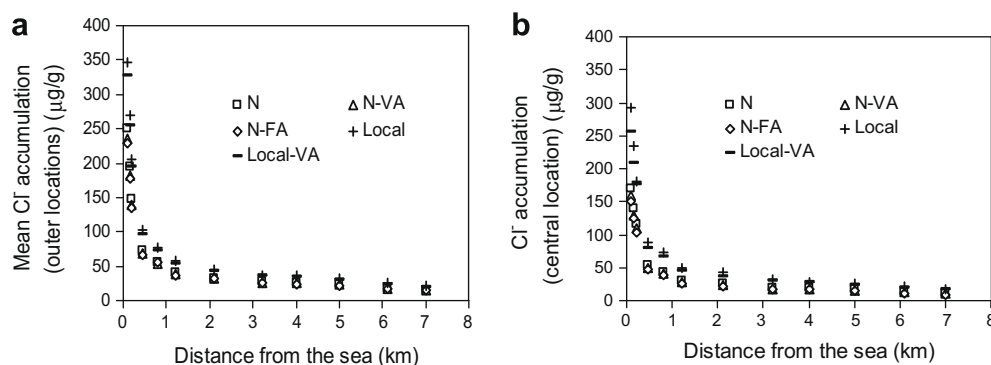 a
Mean Cl⁻ accumulation
(outer locations) (μg/g)
400
350
300
250
200
150
100
50
0
N
N-VA
N-FA
Local
Local-VA
0 1 2 3 4 5 6 7 8
Distance from the sea (km)
b
Cl⁻ accumulation
(central location) (μg/g)
400
350
300
250
200
150
100
50
0
N
N-VA
N-FA
Local
Local-VA
0 1 2 3 4 5 6 7 8
Distance from the sea (km)